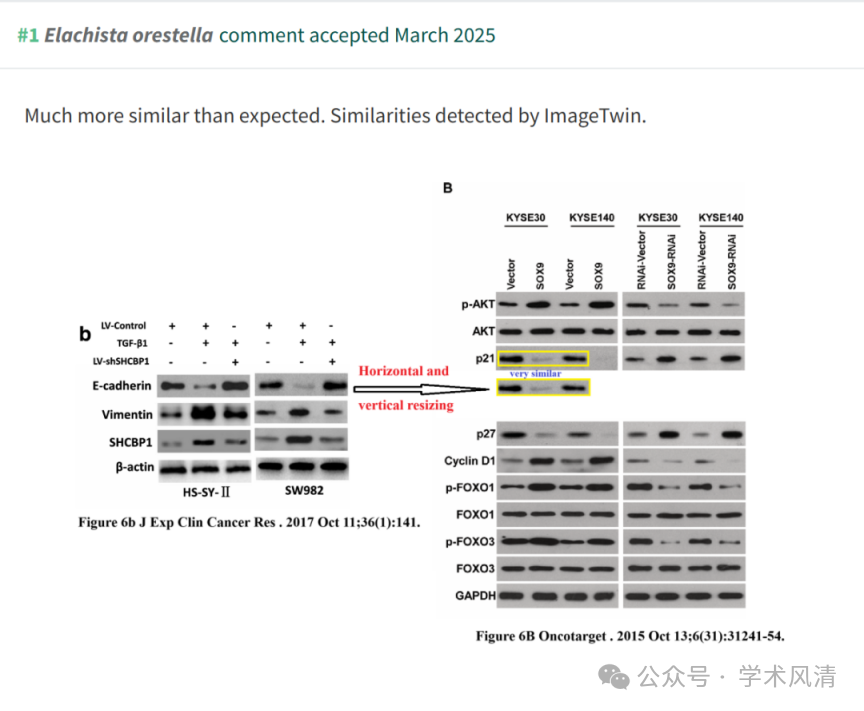 #1 Elachista orestella comment accepted March 2025
Much more similar than expected. Similarities detected by ImageTwin.
b
LV-Control + + - + + -
TGF-β1 - + + - + +
LV-shSHCBP1 - - + - - +
E-cadherin
Vimentin
SHCBP1
β-actin
HS-SY-II SW982
Figure 6b J Exp Clin Cancer Res . 2017 Oct 11;36(1):141.
Horizontal and
vertical resizing
B
KYSE30 KYSE140 KYSE30 KYSE140
Vector SOX9 Vector SOX9 RNAi-Vector SOX9-RNAi RNAi-Vector SOX9-RNAi
p-AKT
AKT
p21
very similar
p27
Cyclin D1
p-FOXO1
FOXO1
p-FOXO3
FOXO3
GAPDH
Figure 6B Oncotarget . 2015 Oct 13;6(31):31241-54.
公众号 · 学术风清